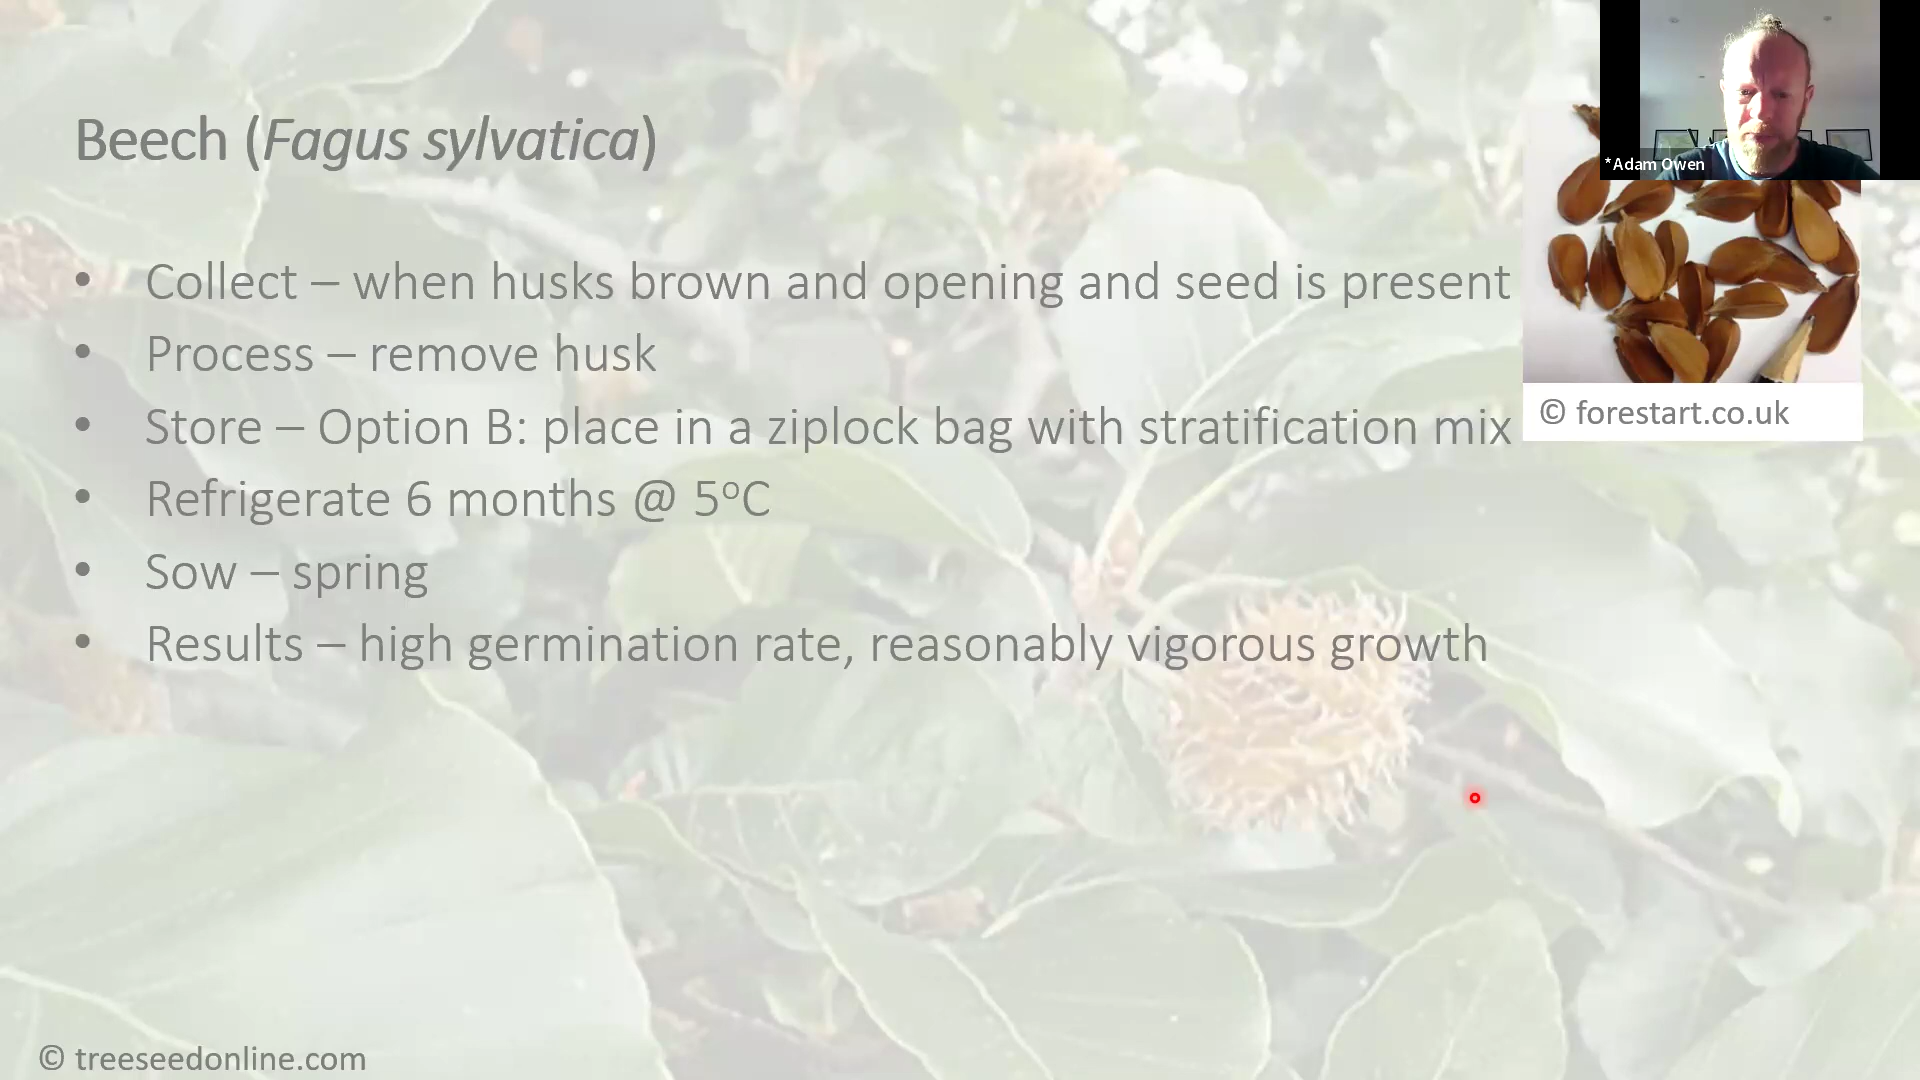 Beech (Fagus sylvatica)
*Adam Owen
• Collect – when husks brown and opening and seed is present
• Process – remove husk
• Store – Option B: place in a ziplock bag with stratification mix
© forestart.co.uk
• Refrigerate 6 months @ 5ºC
• Sow – spring
• Results – high germination rate, reasonably vigorous growth
© treeseedonline.com